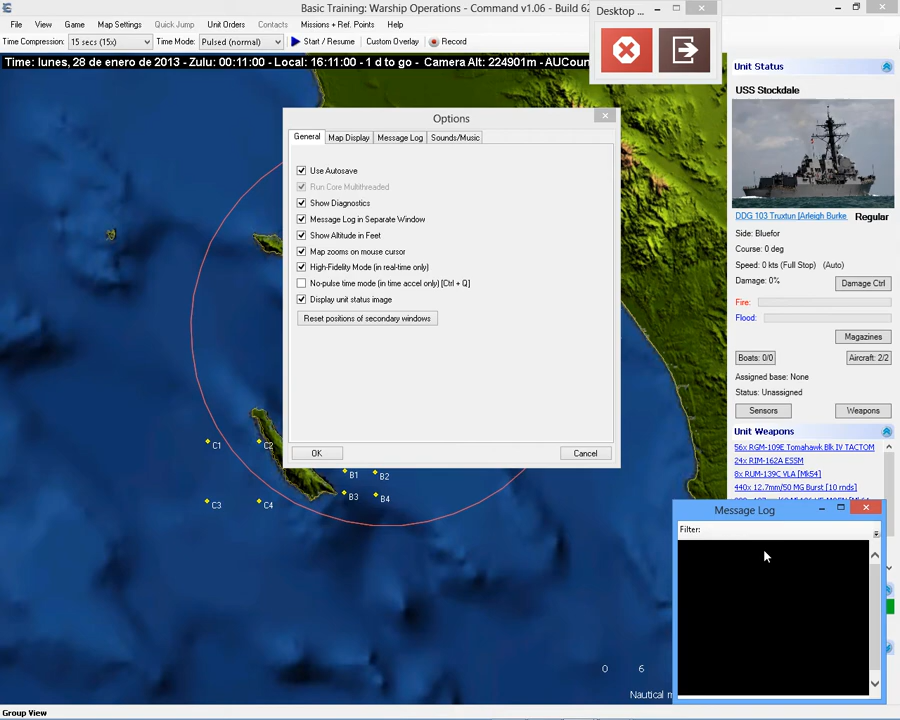 Basic Training: Warship Operations - Command v1.06 - Build 62
Desktop ...
File View Game Map Settings Quick Jump Unit Orders Contacts Missions + Ref. Points Help
Time Compression: 15 secs (15x) Time Mode: Pulsed (normal) Start / Resume Custom Overlay Record
Time: lunes, 28 de enero de 2013 - Zulu: 00:11:00 - Local: 16:11:00 - 1 d to go - Camera Alt: 224901m - AUCoun
Options
General Map Display Message Log Sounds/Music
Use Autosave
Run Core Multithreaded
Show Diagnostics
Message Log in Separate Window
Show Altitude in Feet
Map zooms on mouse cursor
High-Fidelity Mode (in real-time only)
No-pulse time mode (in time accel only) [Ctrl + Q]
Display unit status image
Reset positions of secondary windows
OK Cancel
C1 C2
C3 C4
B1 B2
B3 B4
0 6
Nautical m
Unit Status
USS Stockdale
DDG 103 Truxtun [Arleigh Burke Regular
Side: Bluefor
Course: 0 deg
Speed: 0 kts (Full Stop) (Auto)
Damage: 0% Damage Ctrl
Fire:
Flood:
Magazines
Boats: 0/0 Aircraft: 2/2
Assigned base: None
Status: Unassigned
Sensors Weapons
Unit Weapons
56x RGM-109E Tomahawk Blk IV TACTOM
24x RIM-162A ESSM
8x RUM-139C VLA [Mk54]
440x 12.7mm/50 MG Burst [10 rnds]
Message Log
Filter:
Group View